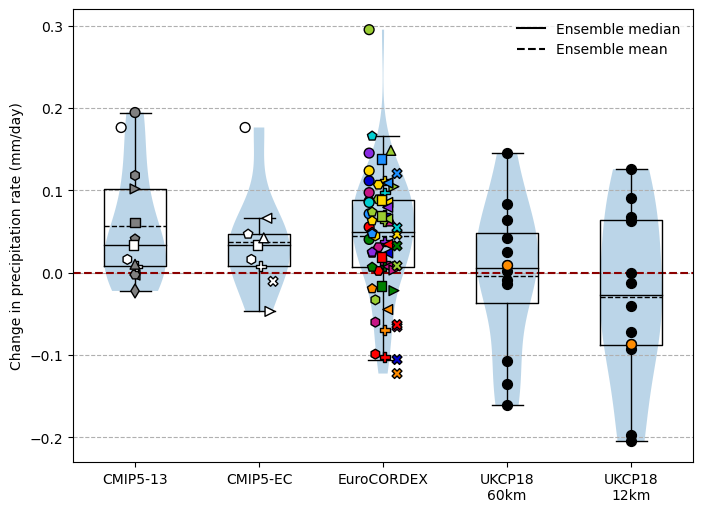 Change in precipitation rate (mm/day)
0.3
0.2
0.1
0.0
−0.1
−0.2
Ensemble median
Ensemble mean
CMIP5-13
CMIP5-EC
EuroCORDEX
UKCP18
60km
UKCP18
12km